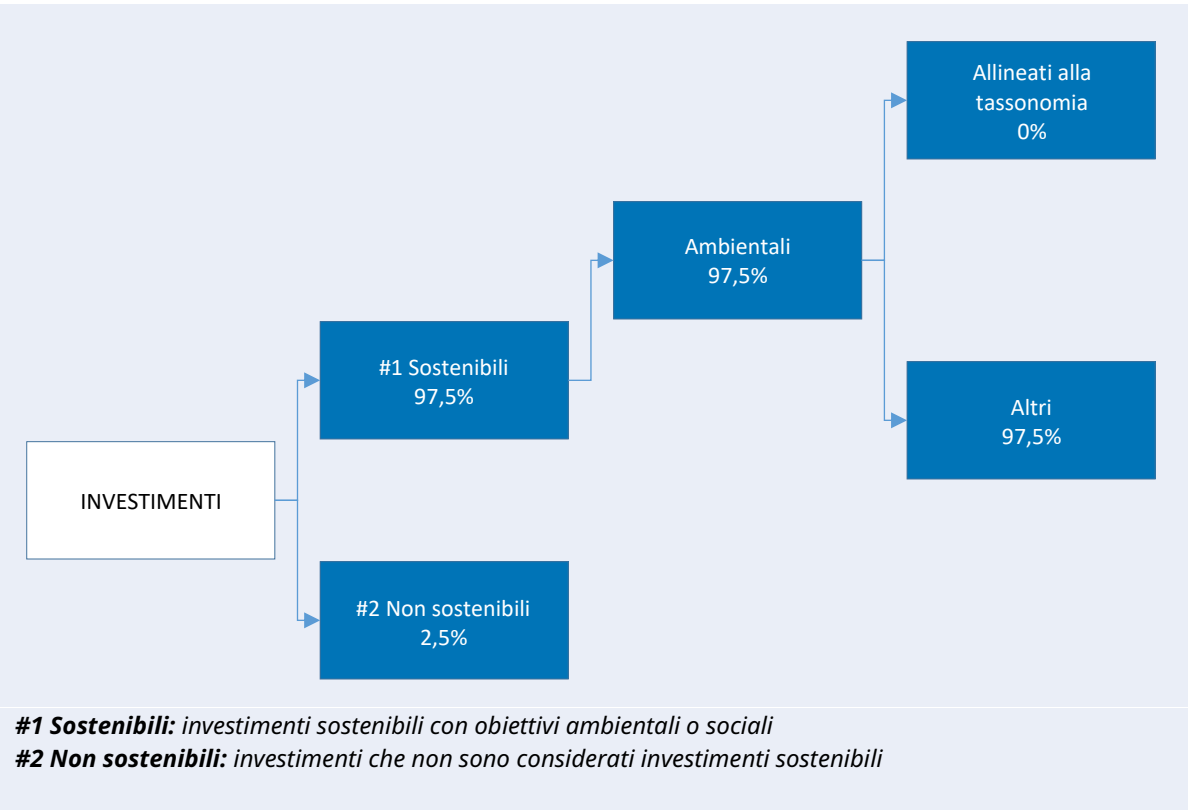 Allineati alla
tassonomia
0%
Ambientali
97,5%
#1 Sostenibili
97,5%
Altri
97,5%
INVESTIMENTI
#2 Non sostenibili
2,5%
#1 Sostenibili: investimenti sostenibili con obiettivi ambientali o sociali
#2 Non sostenibili: investimenti che non sono considerati investimenti sostenibili